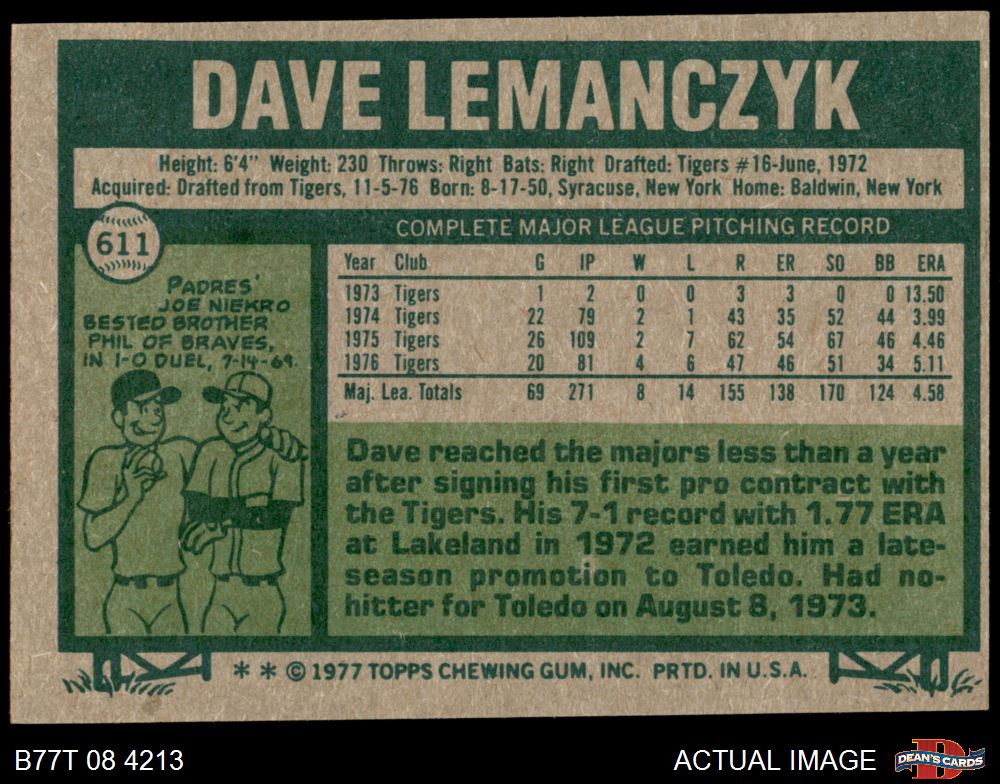 DAVE LEMANCZYK
Height: 6'4" Weight: 230 Throws: Right Bats: Right Drafted: Tigers #16-June, 1972
Acquired: Drafted from Tigers, 11-5-76 Born: 8-17-50, Syracuse, New York Home: Baldwin, New York
611
PADRES'
JOE NIEKRO
BESTED BROTHER
PHIL OF BRAVES,
IN 1-0 DUEL, 7-14-69.
COMPLETE MAJOR LEAGUE PITCHING RECORD
Year Club G IP W L R ER SO BB ERA
1973 Tigers 1 2 0 0 3 3 0 0 13.50
1974 Tigers 22 79 2 1 43 35 52 44 3.99
1975 Tigers 26 109 2 7 62 54 67 46 4.46
1976 Tigers 20 81 4 6 47 46 51 34 5.11
Maj. Lea. Totals 69 271 8 14 155 138 170 124 4.58
Dave reached the majors less than a year
after signing his first pro contract with
the Tigers. His 7-1 record with 1.77 ERA
at Lakeland in 1972 earned him a late-
season promotion to Toledo. Had no-
hitter for Toledo on August 8, 1973.
* * © 1977 TOPPS CHEWING GUM, INC. PRTD. IN U.S.A.
B77T 08 4213
ACTUAL IMAGE
D
DEAN'S CARDS